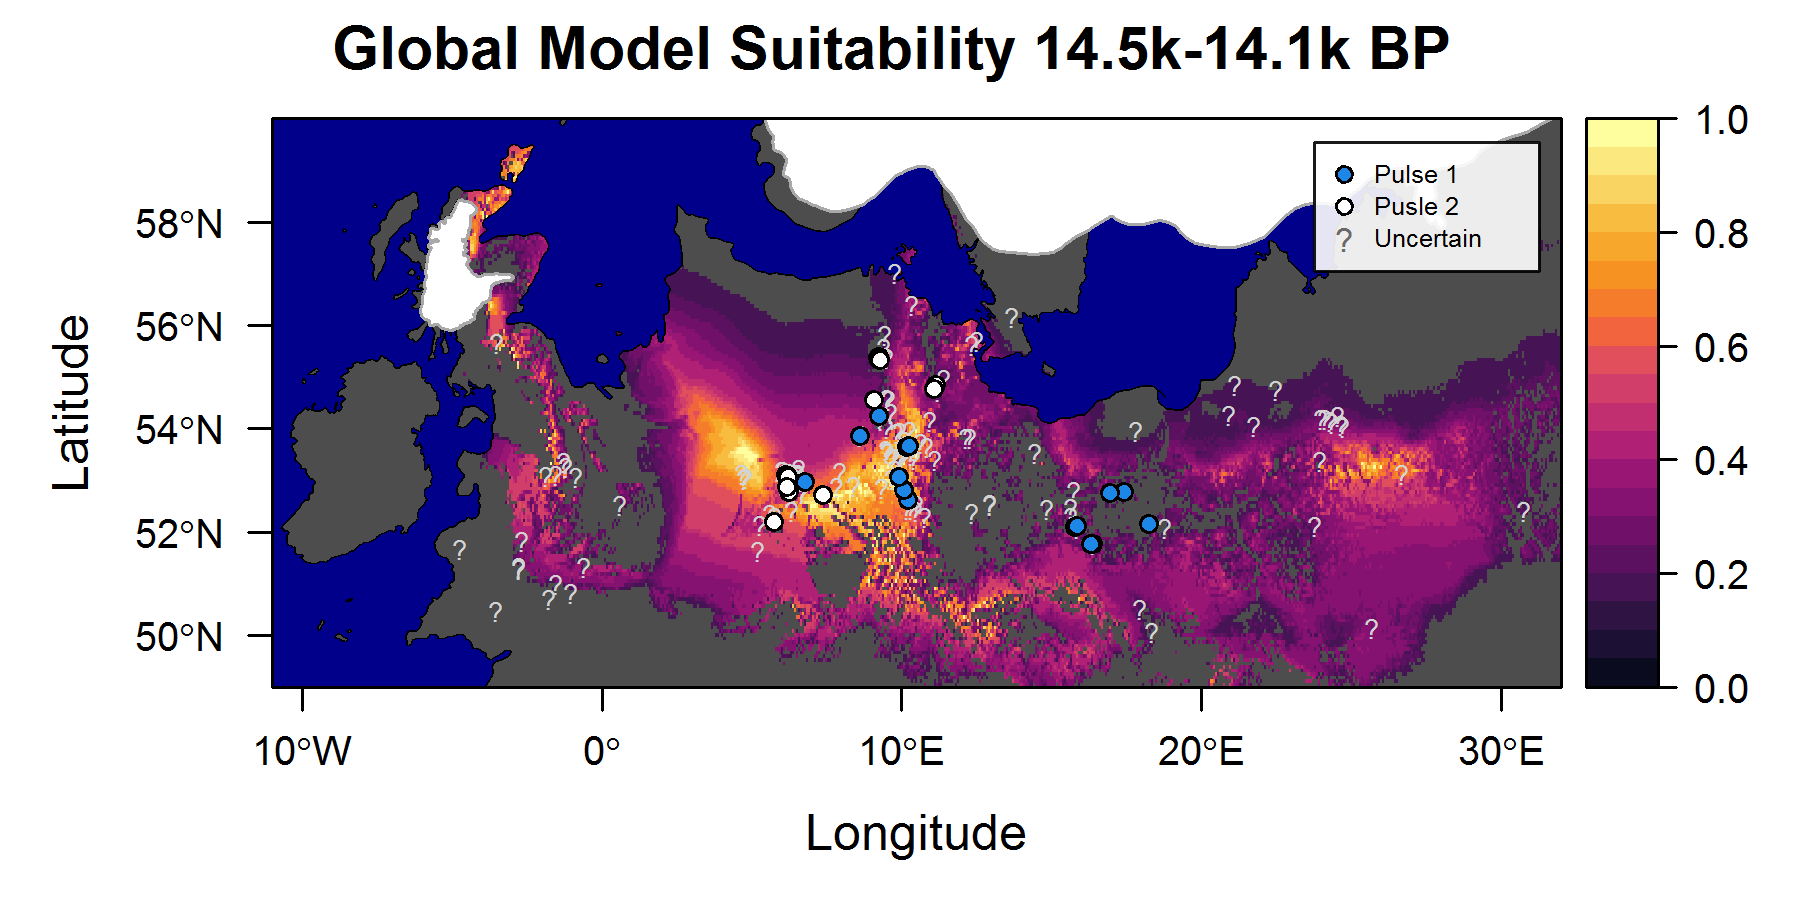 Global Model Suitability 14.5k-14.1k BP
Pulse 1
Pusle 2
? Uncertain
1.0
0.8
0.6
0.4
0.2
0.0
58°N
56°N
54°N
52°N
50°N
Latitude
10°W 0° 10°E 20°E 30°E
Longitude